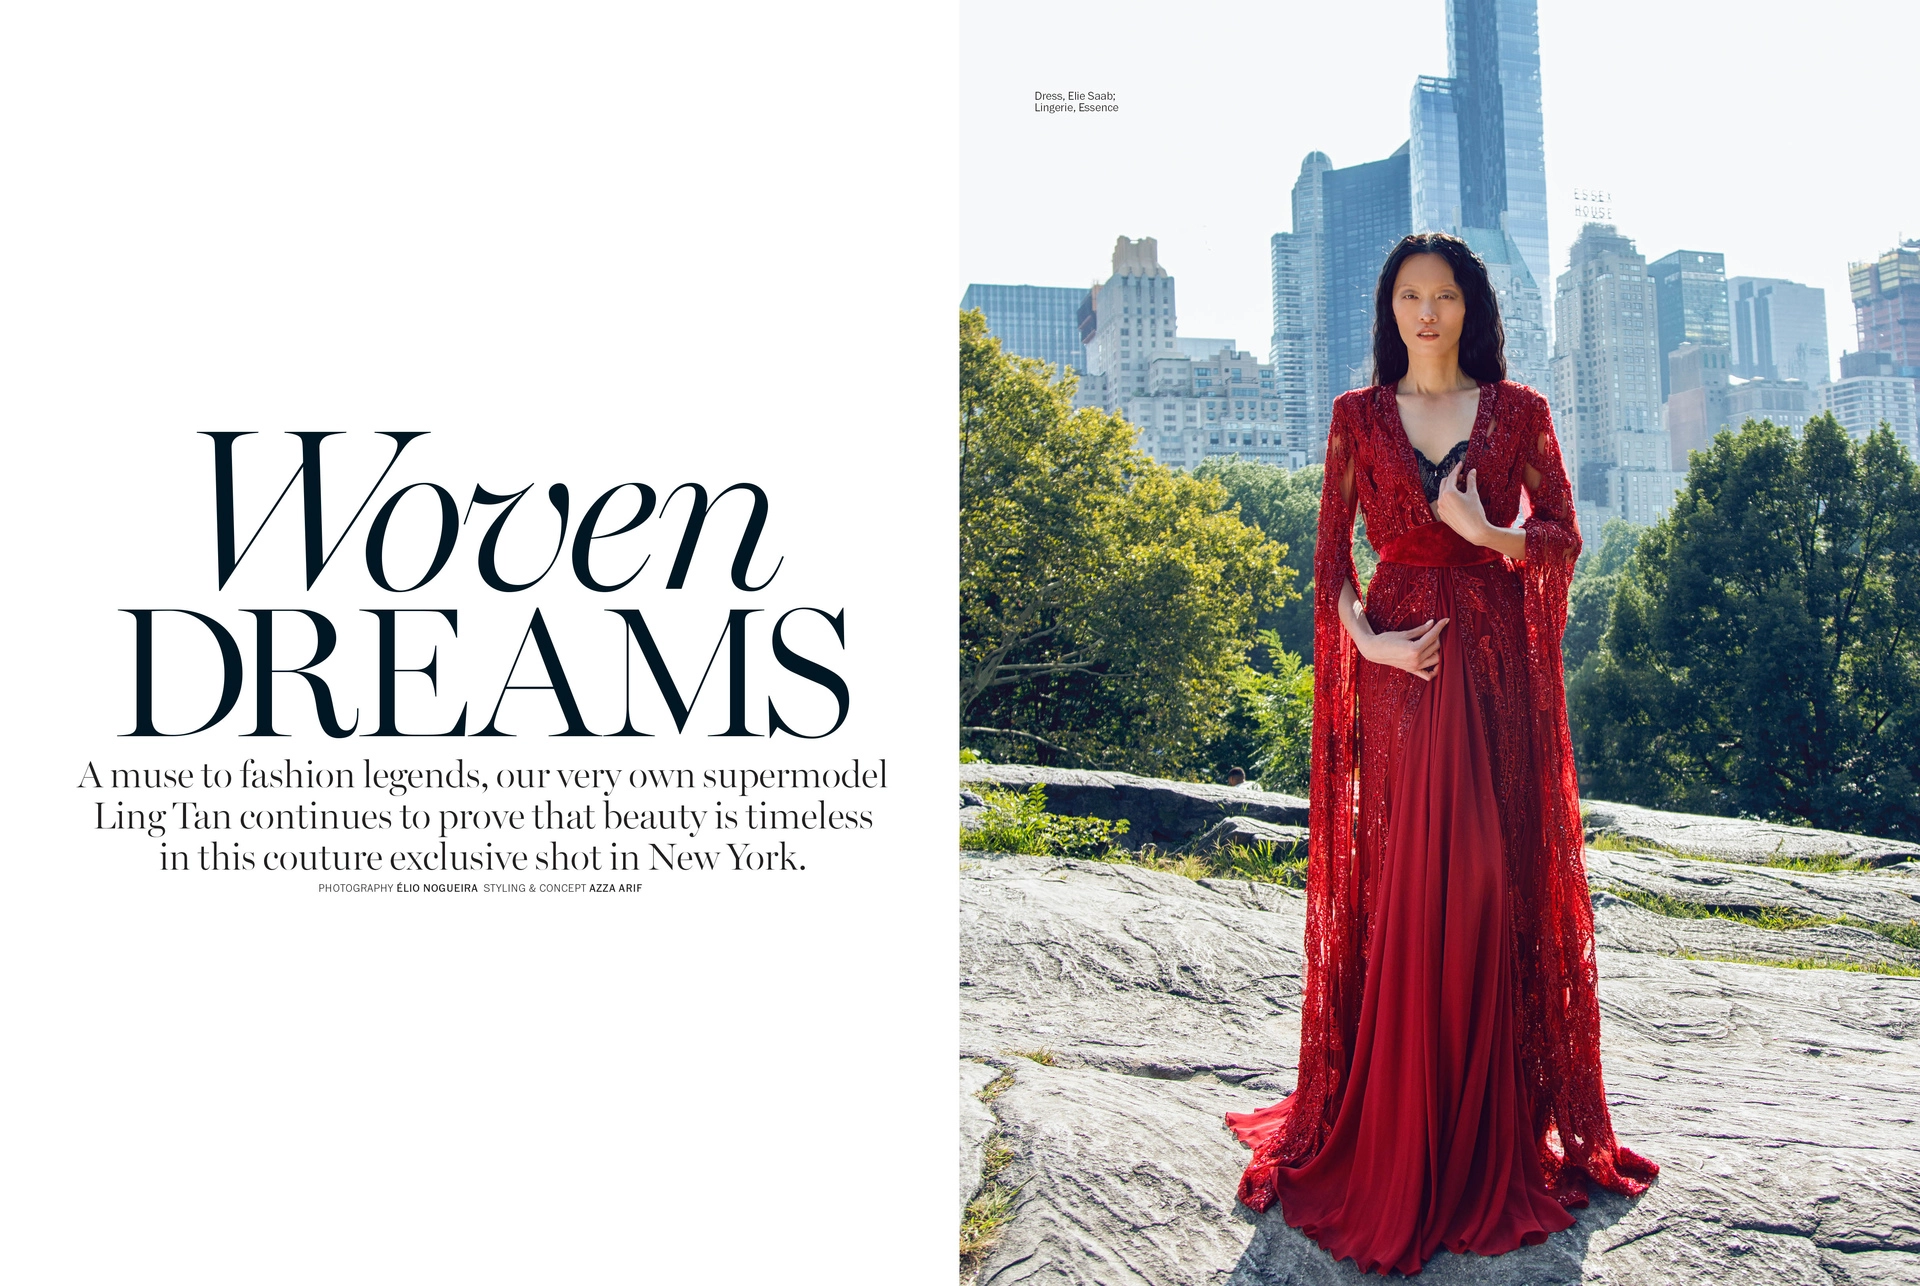 Woven
DREAMS
A muse to fashion legends, our very own supermodel
Ling Tan continues to prove that beauty is timeless
in this couture exclusive shot in New York.
PHOTOGRAPHY ÉLIO NOGUEIRA STYLING & CONCEPT AZZA ARIF
Dress, Elie Saab;
Lingerie, Essence
ESSEX
HOUSE